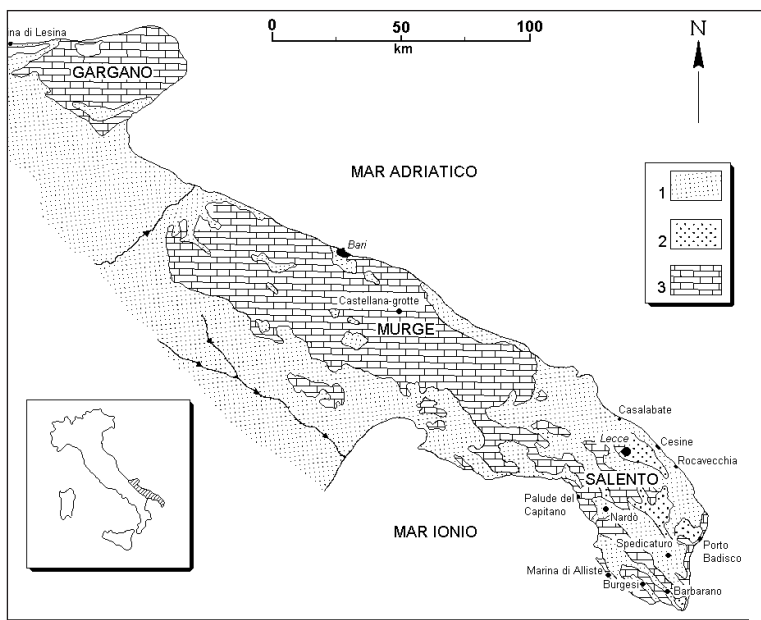 0 50 100
km
N
na di Lesina
GARGANO
MAR ADRIATICO
1
2
3
Bari
Castellana-grotte
MURGE
Casalabate
Lecce
Cesine
Rocavecchia
SALENTO
Palude del
Capitano
Nardò
MAR IONIO
Spedicaturo
Porto
Badisco
Marina di Alliste
Burgesi
Barbarano